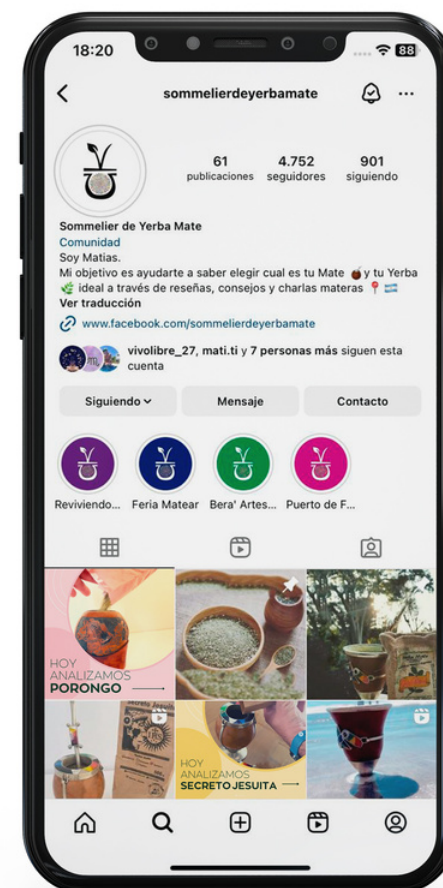 18:20
88
sommelierdeyerbamate
61 4.752 901
publicaciones seguidores siguiendo
Sommelier de Yerba Mate
Comunidad
Soy Matias.
Mi objetivo es ayudarte a saber elegir cual es tu Mate 🧉 y tu Yerba
🌿 ideal a través de reseñas, consejos y charlas materas 📍 🇦🇷
Ver traducción
www.facebook.com/sommelierdeyerbamate
vivolibre_27, mati.ti y 7 personas más siguen esta
cuenta
Siguiendo Mensaje Contacto
Reviviendo... Feria Matear Bera' Artes... Puerto de F...
HOY
ANALIZAMOS
PORONGO
HOY
ANALIZAMOS
SECRETO JESUITA